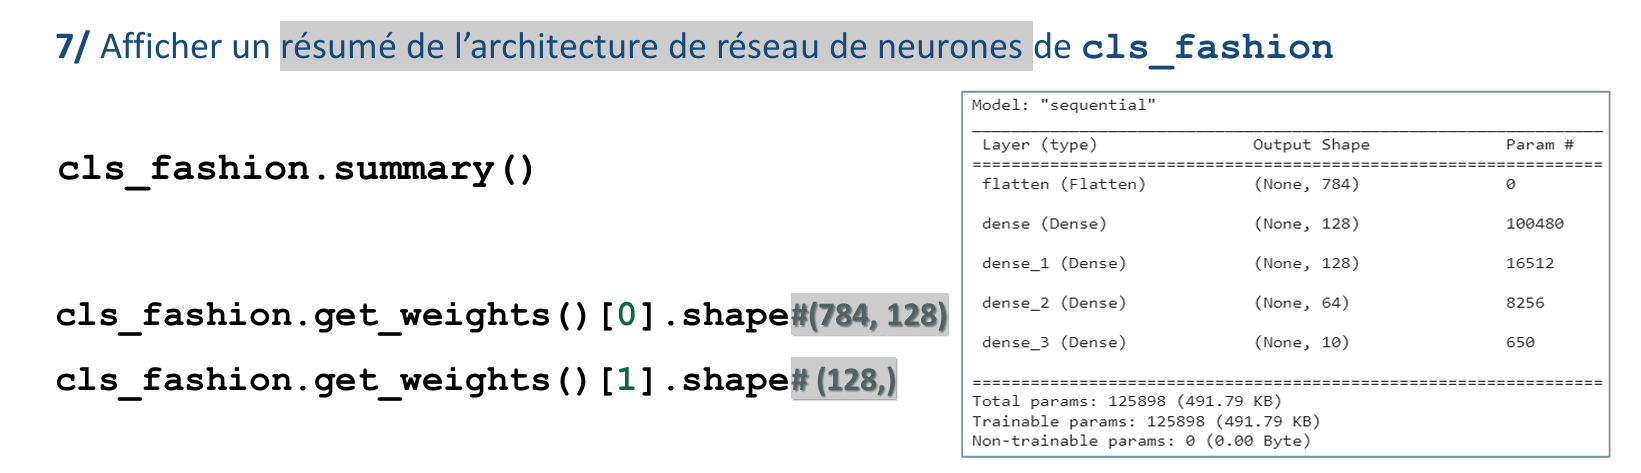 7/ Afficher un résumé de l’architecture de réseau de neurones de cls_fashion
cls_fashion.summary()
cls_fashion.get_weights()[0].shape#(784, 128)
cls_fashion.get_weights()[1].shape# (128,)
Model: "sequential"
_________________________________________________________________
Layer (type) Output Shape Param #
=================================================================
flatten (Flatten) (None, 784) 0
dense (Dense) (None, 128) 100480
dense_1 (Dense) (None, 128) 16512
dense_2 (Dense) (None, 64) 8256
dense_3 (Dense) (None, 10) 650
=================================================================
Total params: 125898 (491.79 KB)
Trainable params: 125898 (491.79 KB)
Non-trainable params: 0 (0.00 Byte)